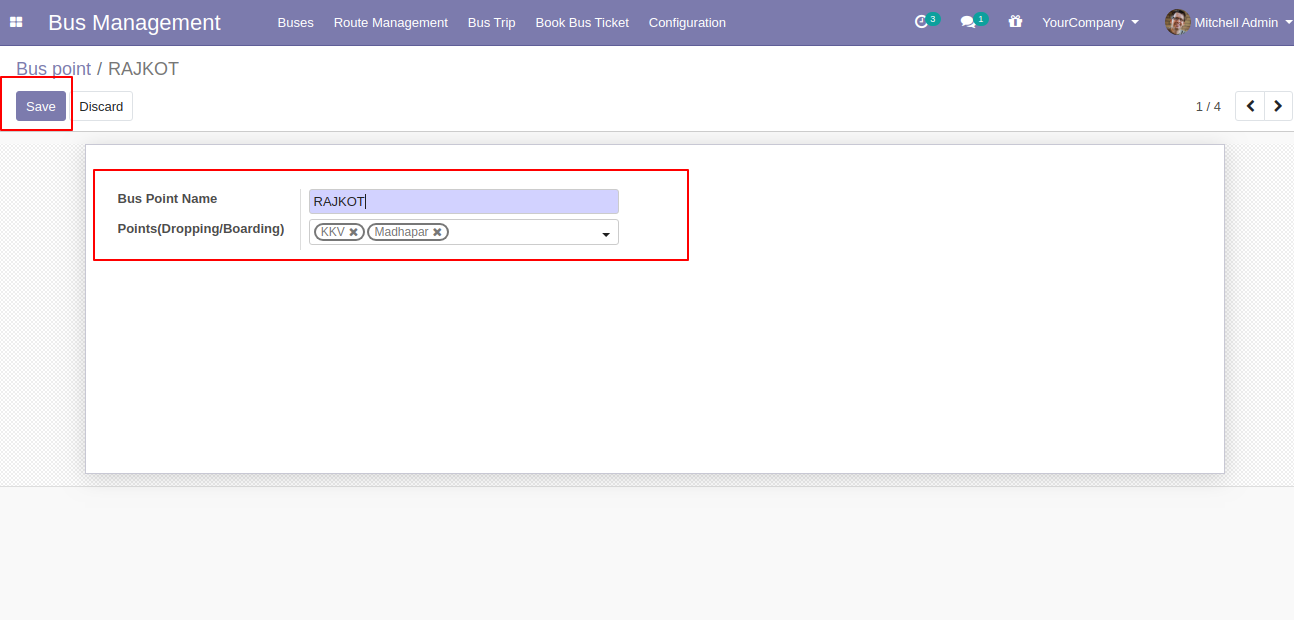 Bus Management Buses Route Management Bus Trip Book Bus Ticket Configuration 3 1 YourCompany Mitchell Admin
Bus point / RAJKOT
Save Discard 1 / 4
Bus Point Name RAJKOT
Points(Dropping/Boarding) KKV Madhapar